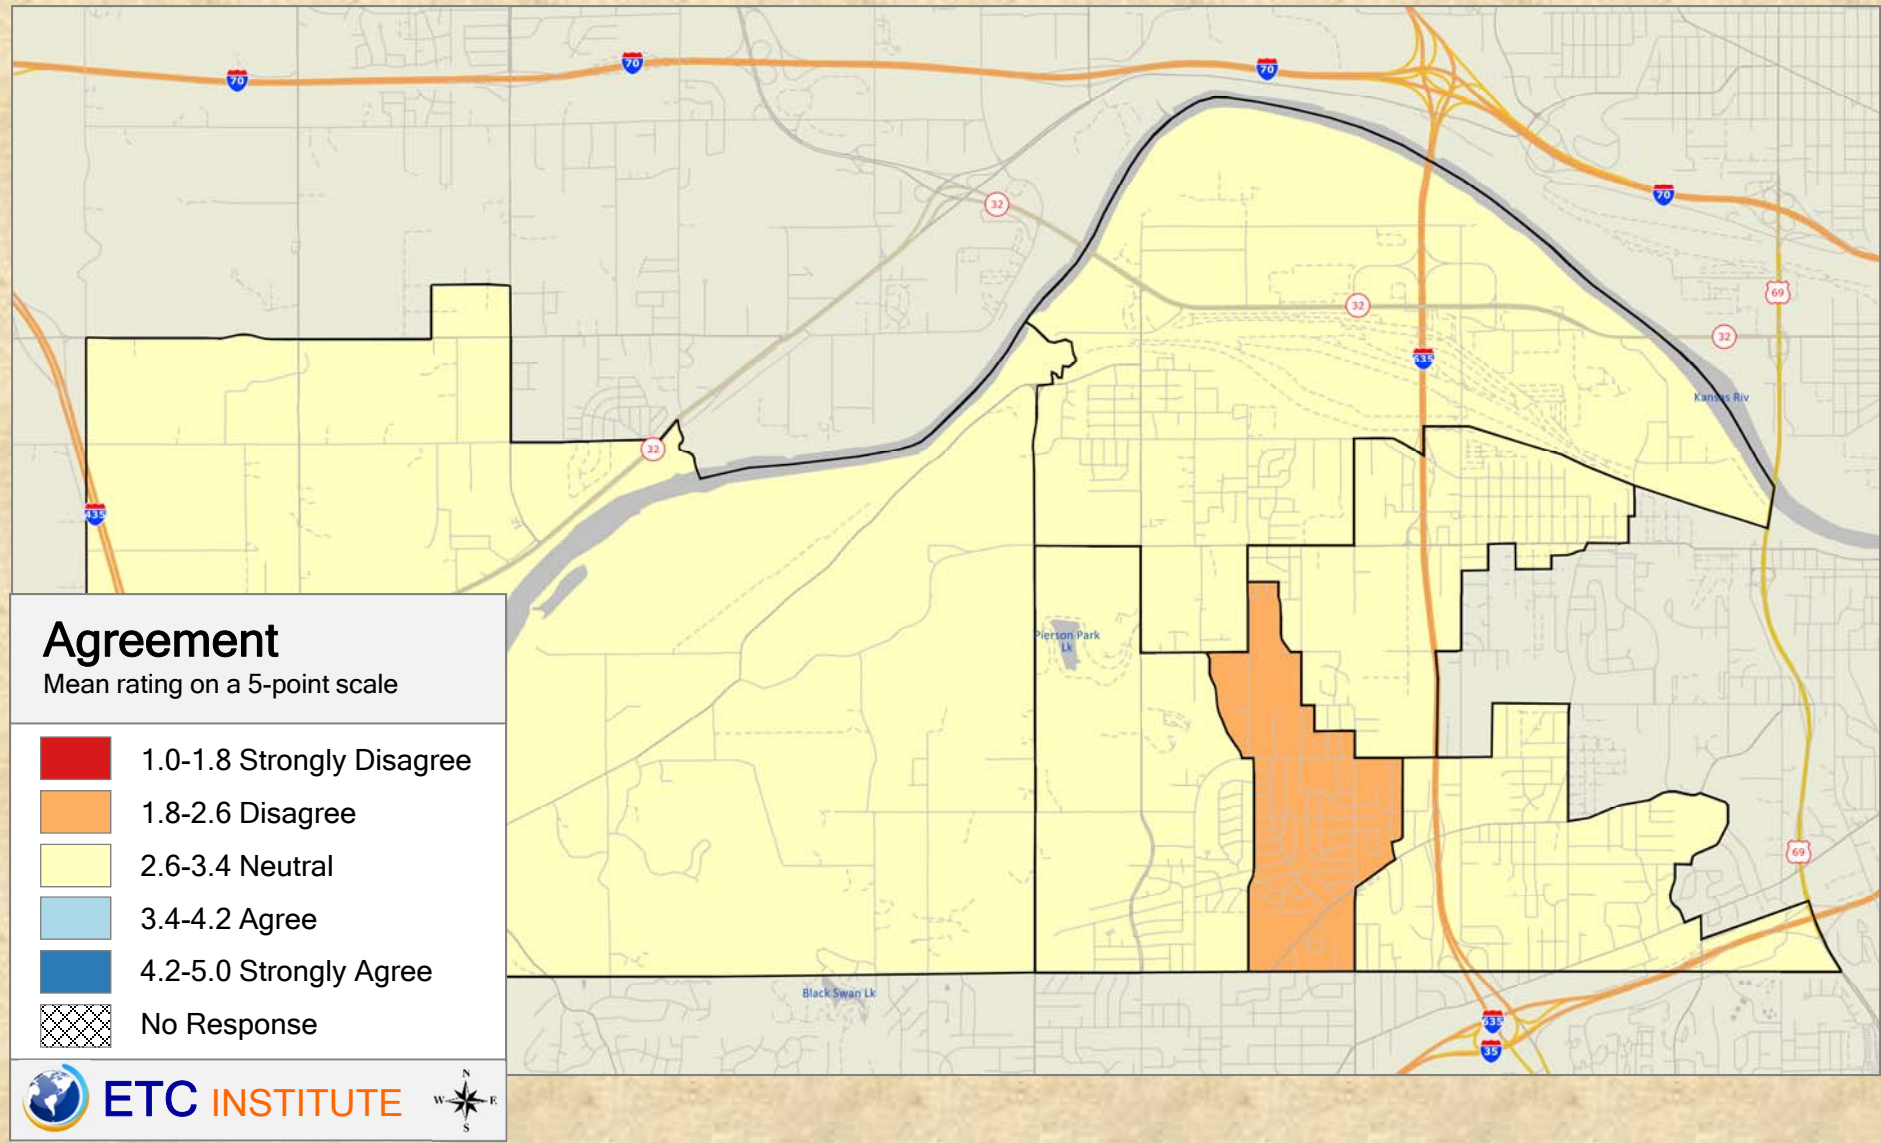 70
70
70
70
32
69
32
32
635
Kansas Riv
32
435
Pierson Park
Lk
69
Black Swan Lk
635
35
Agreement
Mean rating on a 5-point scale
1.0-1.8 Strongly Disagree
1.8-2.6 Disagree
2.6-3.4 Neutral
3.4-4.2 Agree
4.2-5.0 Strongly Agree
No Response
ETC INSTITUTE
N
W E
S